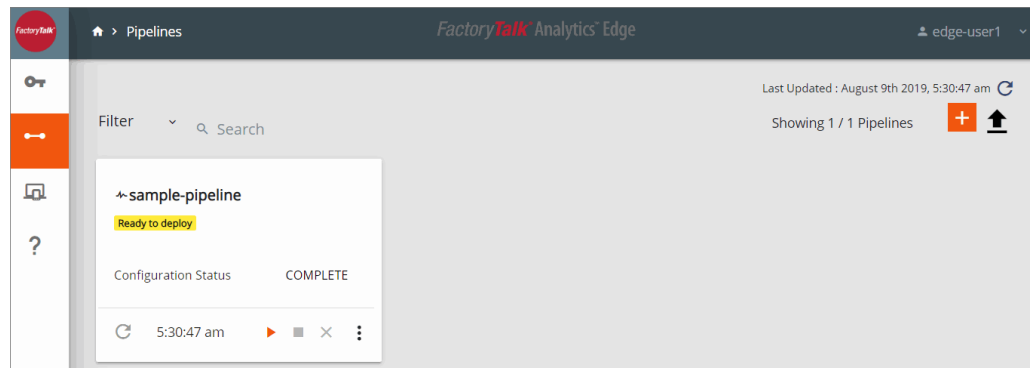 FactoryTalk
> Pipelines
FactoryTalk® Analytics™ Edge
edge-user1
Last Updated : August 9th 2019, 5:30:47 am
Filter
Search
Showing 1 / 1 Pipelines
+
sample-pipeline
Ready to deploy
?
Configuration Status COMPLETE
5:30:47 am